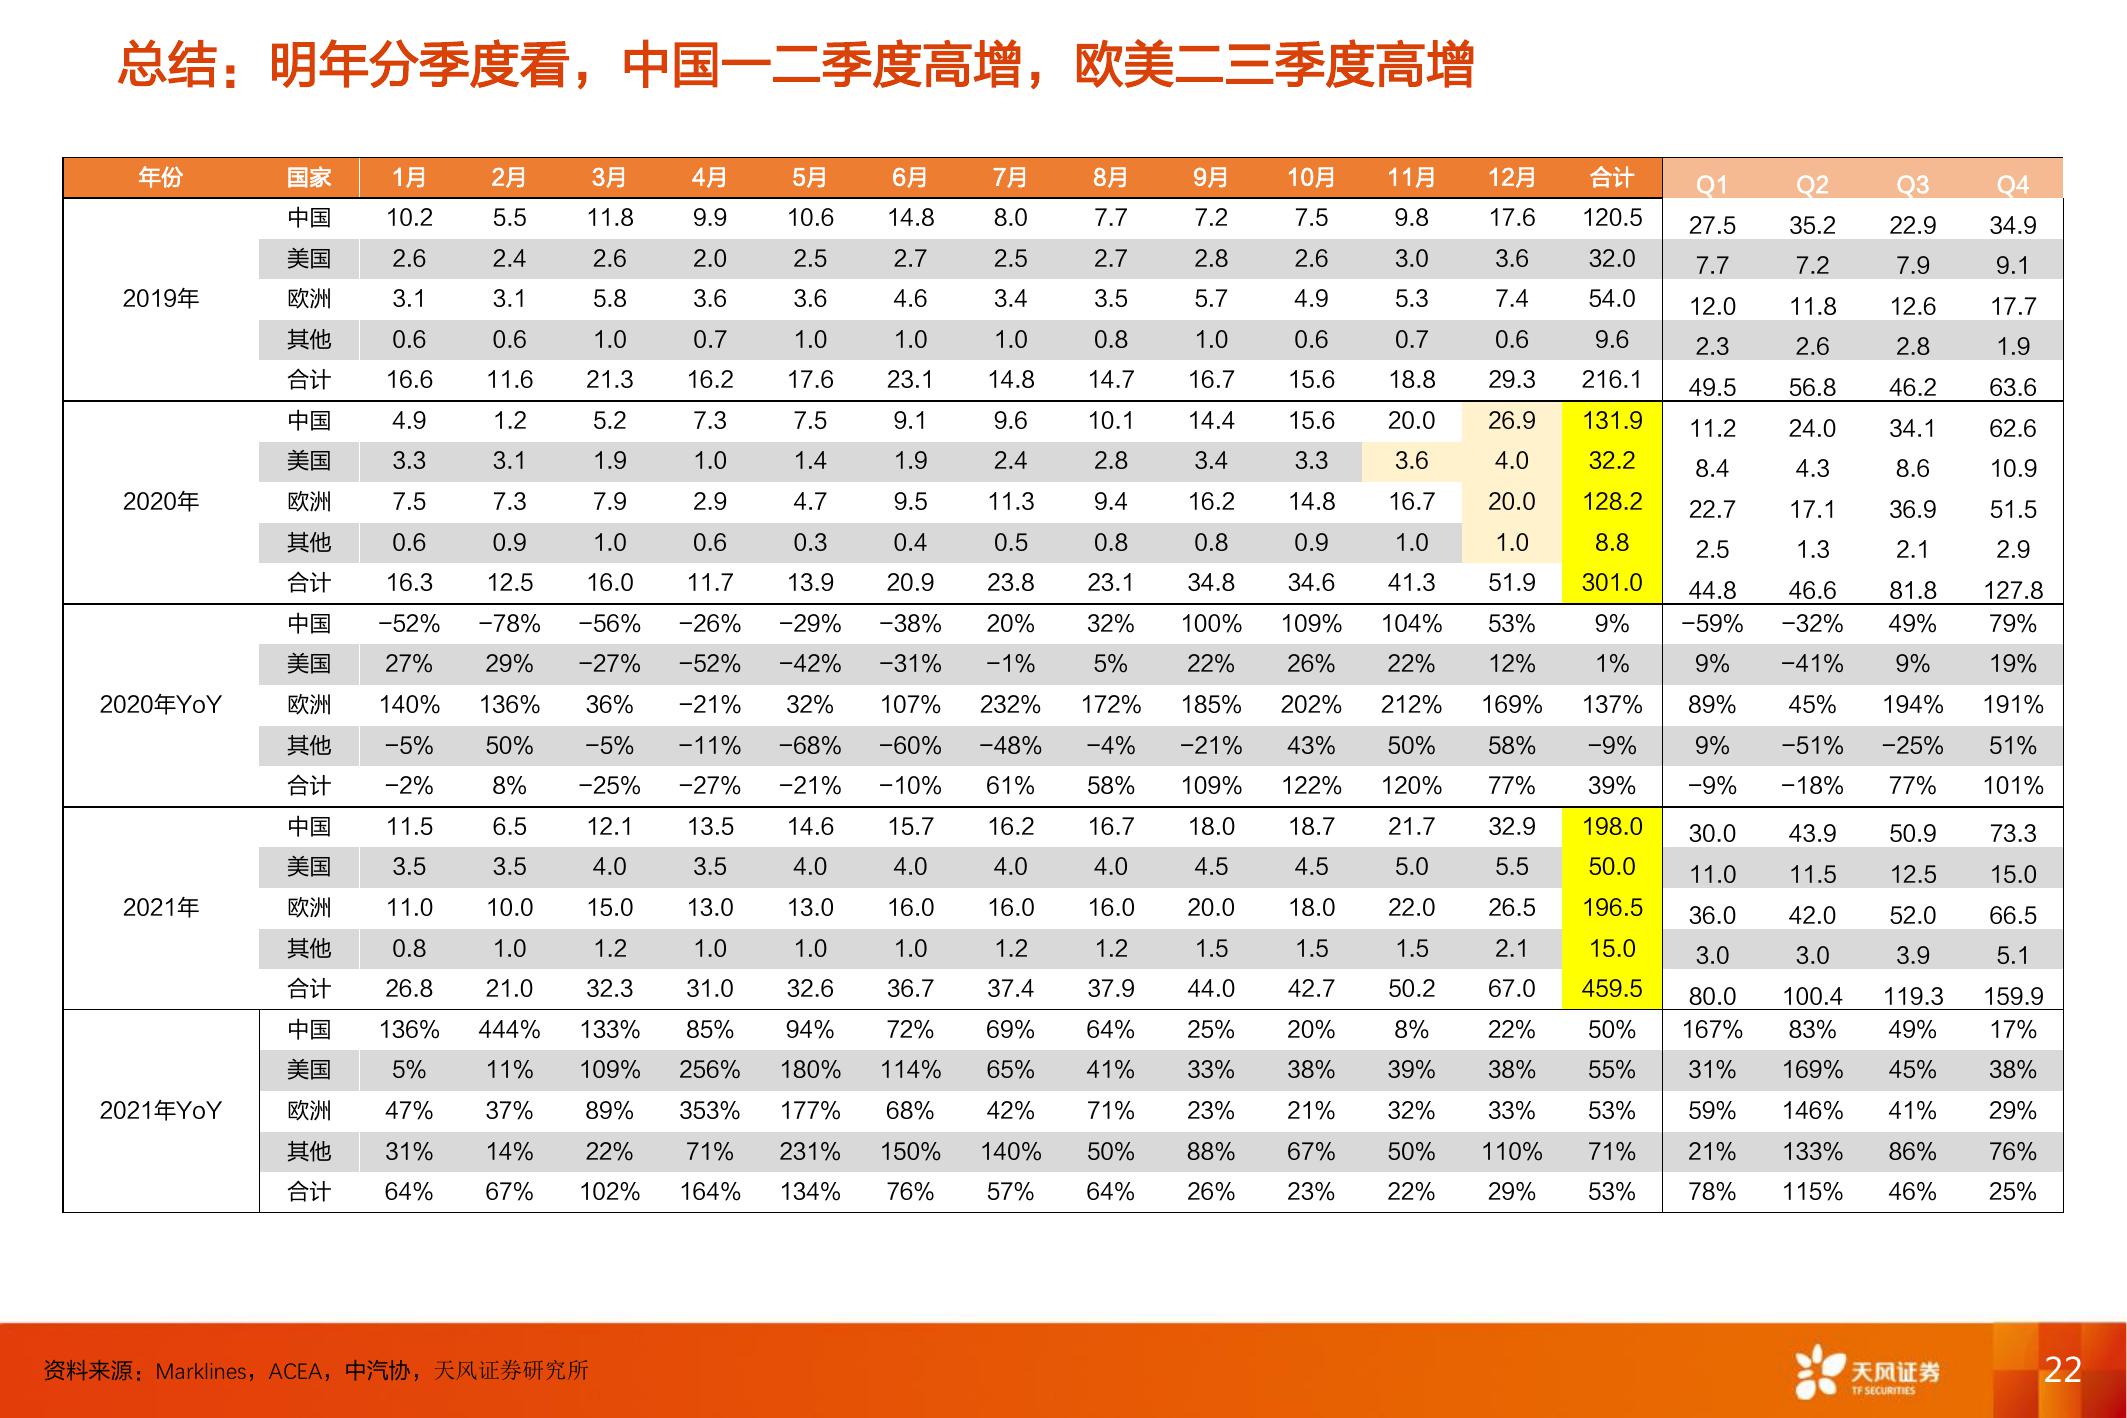 总结：明年分季度看，中国一二季度高增，欧美二三季度高增
年份 国家 1月 2月 3月 4月 5月 6月 7月 8月 9月 10月 11月 12月 合计 Q1 Q2 Q3 Q4
中国 10.2 5.5 11.8 9.9 10.6 14.8 8.0 7.7 7.2 7.5 9.8 17.6 120.5 27.5 35.2 22.9 34.9
美国 2.6 2.4 2.6 2.0 2.5 2.7 2.5 2.7 2.8 2.6 3.0 3.6 32.0 7.7 7.2 7.9 9.1
2019年 欧洲 3.1 3.1 5.8 3.6 3.6 4.6 3.4 3.5 5.7 4.9 5.3 7.4 54.0 12.0 11.8 12.6 17.7
其他 0.6 0.6 1.0 0.7 1.0 1.0 1.0 0.8 1.0 0.6 0.7 0.6 9.6 2.3 2.6 2.8 1.9
合计 16.6 11.6 21.3 16.2 17.6 23.1 14.8 14.7 16.7 15.6 18.8 29.3 216.1 49.5 56.8 46.2 63.6
中国 4.9 1.2 5.2 7.3 7.5 9.1 9.6 10.1 14.4 15.6 20.0 26.9 131.9 11.2 24.0 34.1 62.6
美国 3.3 3.1 1.9 1.0 1.4 1.9 2.4 2.8 3.4 3.3 3.6 4.0 32.2 8.4 4.3 8.6 10.9
2020年 欧洲 7.5 7.3 7.9 2.9 4.7 9.5 11.3 9.4 16.2 14.8 16.7 20.0 128.2 22.7 17.1 36.9 51.5
其他 0.6 0.9 1.0 0.6 0.3 0.4 0.5 0.8 0.8 0.9 1.0 1.0 8.8 2.5 1.3 2.1 2.9
合计 16.3 12.5 16.0 11.7 13.9 20.9 23.8 23.1 34.8 34.6 41.3 51.9 301.0 44.8 46.6 81.8 127.8
中国 −52% −78% −56% −26% −29% −38% 20% 32% 100% 109% 104% 53% 9% −59% −32% 49% 79%
美国 27% 29% −27% −52% −42% −31% −1% 5% 22% 26% 22% 12% 1% 9% −41% 9% 19%
2020年YoY 欧洲 140% 136% 36% −21% 32% 107% 232% 172% 185% 202% 212% 169% 137% 89% 45% 194% 191%
其他 −5% 50% −5% −11% −68% −60% −48% −4% −21% 43% 50% 58% −9% 9% −51% −25% 51%
合计 −2% 8% −25% −27% −21% −10% 61% 58% 109% 122% 120% 77% 39% −9% −18% 77% 101%
中国 11.5 6.5 12.1 13.5 14.6 15.7 16.2 16.7 18.0 18.7 21.7 32.9 198.0 30.0 43.9 50.9 73.3
美国 3.5 3.5 4.0 3.5 4.0 4.0 4.0 4.0 4.5 4.5 5.0 5.5 50.0 11.0 11.5 12.5 15.0
2021年 欧洲 11.0 10.0 15.0 13.0 13.0 16.0 16.0 16.0 20.0 18.0 22.0 26.5 196.5 36.0 42.0 52.0 66.5
其他 0.8 1.0 1.2 1.0 1.0 1.0 1.2 1.2 1.5 1.5 1.5 2.1 15.0 3.0 3.0 3.9 5.1
合计 26.8 21.0 32.3 31.0 32.6 36.7 37.4 37.9 44.0 42.7 50.2 67.0 459.5 80.0 100.4 119.3 159.9
中国 136% 444% 133% 85% 94% 72% 69% 64% 25% 20% 8% 22% 50% 167% 83% 49% 17%
美国 5% 11% 109% 256% 180% 114% 65% 41% 33% 38% 39% 38% 55% 31% 169% 45% 38%
2021年YoY 欧洲 47% 37% 89% 353% 177% 68% 42% 71% 23% 21% 32% 33% 53% 59% 146% 41% 29%
其他 31% 14% 22% 71% 231% 150% 140% 50% 88% 67% 50% 110% 71% 21% 133% 86% 76%
合计 64% 67% 102% 164% 134% 76% 57% 64% 26% 23% 22% 29% 53% 78% 115% 46% 25%
资料来源：Marklines，ACEA，中汽协，天风证券研究所
天风证券
TF SECURITIES
22